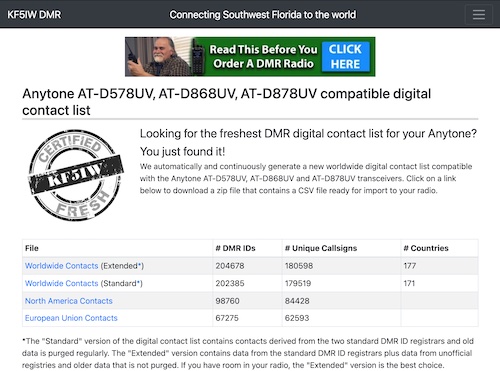 KF5IW DMR
Connecting Southwest Florida to the world
Read This Before You
Order A DMR Radio
CLICK
HERE
Anytone AT-D578UV, AT-D868UV, AT-D878UV compatible digital
contact list
CERTIFIED
KF5IW
FRESH
Looking for the freshest DMR digital contact list for your Anytone?
You just found it!
We automatically and continuously generate a new worldwide digital contact list compatible
with the Anytone AT-D578UV, AT-D868UV and AT-D878UV transceivers. Click on a link
below to download a zip file that contains a CSV file ready for import to your radio.
File # DMR IDs # Unique Callsigns # Countries
Worldwide Contacts (Extended*) 204678 180598 177
Worldwide Contacts (Standard*) 202385 179519 171
North America Contacts 98760 84428
European Union Contacts 67275 62593
*The "Standard" version of the digital contact list contains contacts derived from the two standard DMR ID registrars and old
data is purged regularly. The "Extended" version contains data from the standard DMR ID registrars plus data from unofficial
registries and older data that is not purged. If you have room in your radio, the "Extended" version is the best choice.